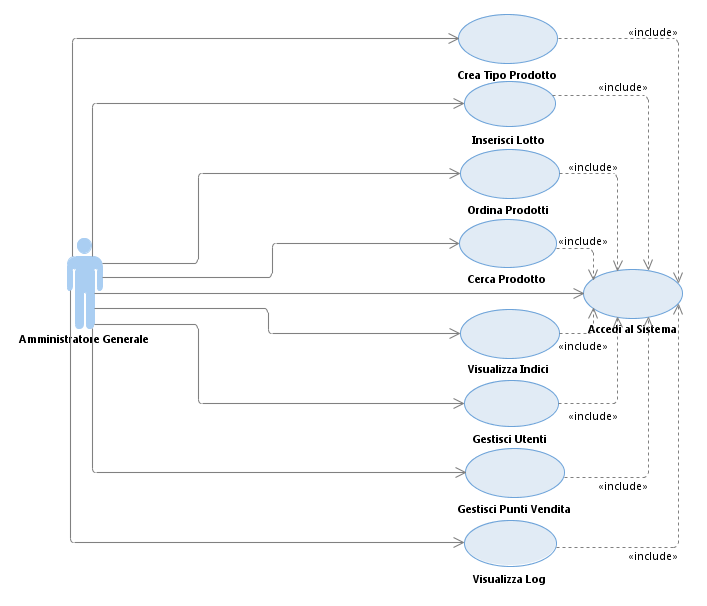 «include»
Crea Tipo Prodotto
«include»
Inserisci Lotto
«include»
Ordina Prodotti
«include»
Cerca Prodotto
Accedi al Sistema
Amministratore Generale
«include»
Visualizza Indici
«include»
Gestisci Utenti
«include»
Gestisci Punti Vendita
«include»
Visualizza Log